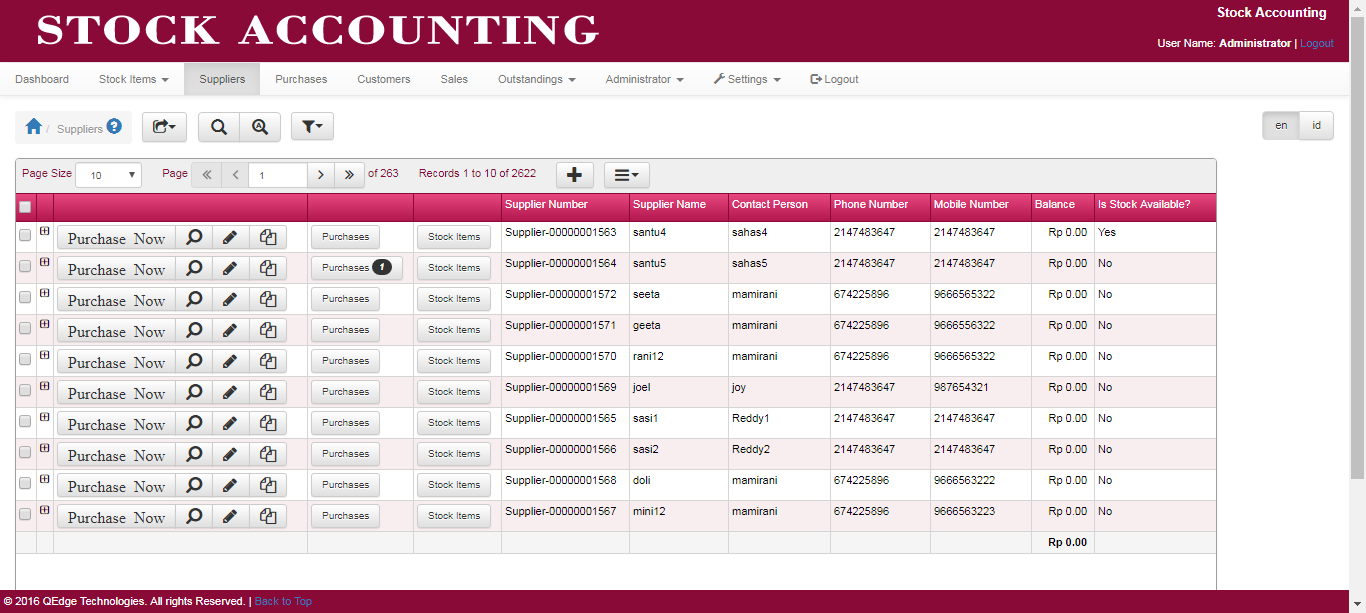 STOCK ACCOUNTING
Stock Accounting
User Name: Administrator | Logout
Dashboard Stock Items Suppliers Purchases Customers Sales Outstandings Administrator Settings Logout
/ Suppliers ? A en id
Page Size 10 Page « ‹ 1 › » of 263 Records 1 to 10 of 2622
Supplier Number Supplier Name Contact Person Phone Number Mobile Number Balance Is Stock Available?
Purchase Now Purchases Stock Items Supplier-00000001563 santu4 sahas4 2147483647 2147483647 Rp 0.00 Yes
Purchase Now Purchases 1 Stock Items Supplier-00000001564 santu5 sahas5 2147483647 2147483647 Rp 0.00 No
Purchase Now Purchases Stock Items Supplier-00000001572 seeta mamirani 674225896 9666565322 Rp 0.00 No
Purchase Now Purchases Stock Items Supplier-00000001571 geeta mamirani 674225896 9666556322 Rp 0.00 No
Purchase Now Purchases Stock Items Supplier-00000001570 rani12 mamirani 674225896 9666565322 Rp 0.00 No
Purchase Now Purchases Stock Items Supplier-00000001569 joel joy 2147483647 987654321 Rp 0.00 No
Purchase Now Purchases Stock Items Supplier-00000001565 sasi1 Reddy1 2147483647 2147483647 Rp 0.00 No
Purchase Now Purchases Stock Items Supplier-00000001566 sasi2 Reddy2 2147483647 2147483647 Rp 0.00 No
Purchase Now Purchases Stock Items Supplier-00000001568 doli mamirani 674225896 9666563222 Rp 0.00 No
Purchase Now Purchases Stock Items Supplier-00000001567 mini12 mamirani 674225896 9666563223 Rp 0.00 No
Rp 0.00
© 2016 QEdge Technologies. All rights Reserved. | Back to Top